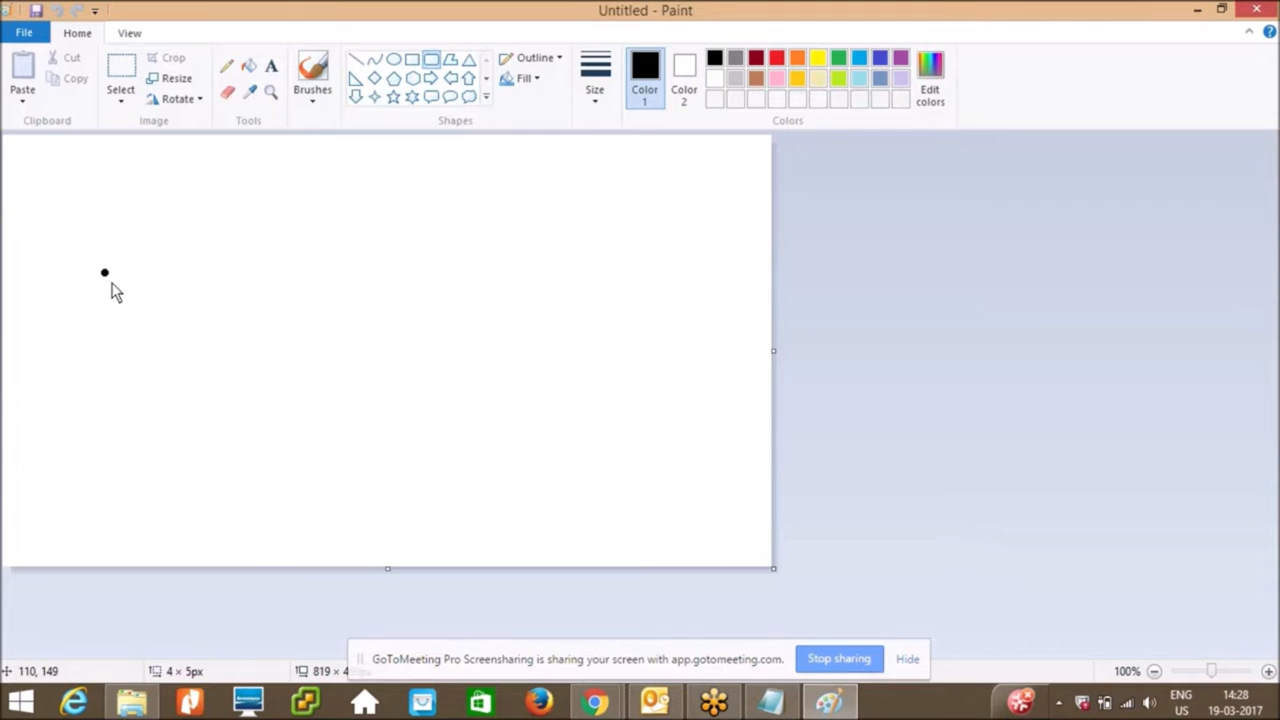 Untitled - Paint
File Home View
Paste
Cut
Copy
Clipboard
Select
Crop
Resize
Rotate
Image
A
Tools
Brushes
Outline
Fill
Shapes
Size
Color 1
Color 2
Edit colors
Colors
110, 149
4 × 5px
819 × 4
GoToMeeting Pro Screensharing is sharing your screen with app.gotomeeting.com.
Stop sharing
Hide
100%
ENG
US
14:28
19-03-2017